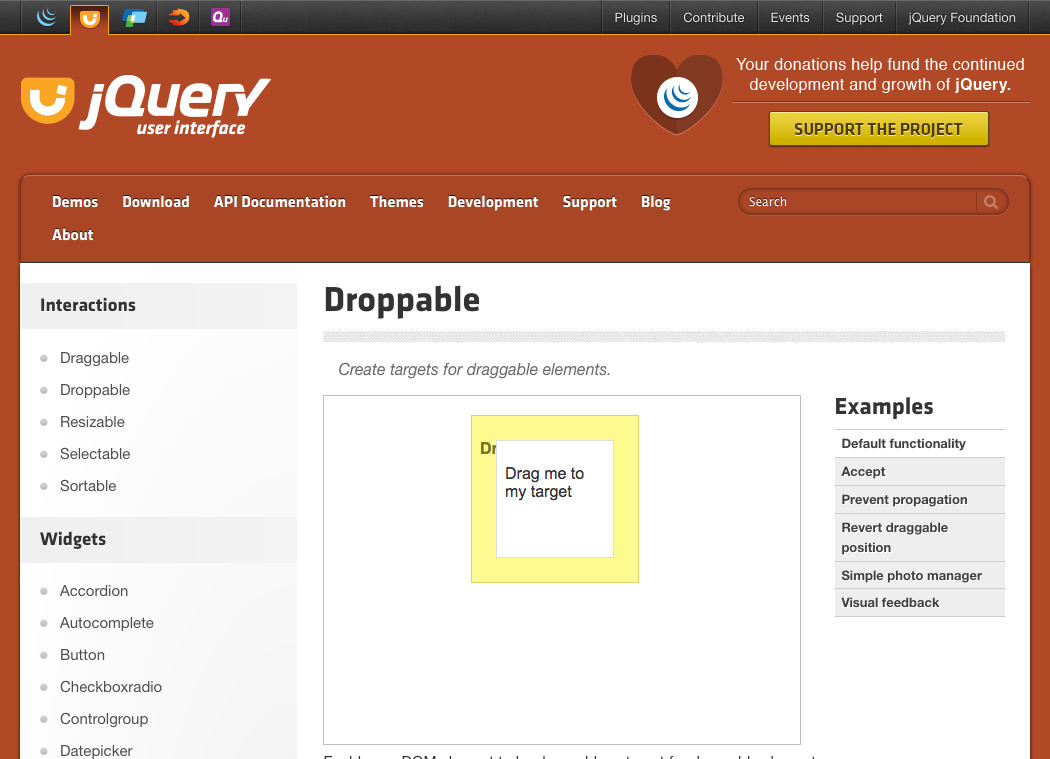 Qu
Plugins
Contribute
Events
Support
jQuery Foundation
jQuery
user interface
Your donations help fund the continued
development and growth of jQuery.
SUPPORT THE PROJECT
Demos
Download
API Documentation
Themes
Development
Support
Blog
Search
About
Interactions
Draggable
Droppable
Resizable
Selectable
Sortable
Widgets
Accordion
Autocomplete
Button
Checkboxradio
Controlgroup
Datepicker
Droppable
Create targets for draggable elements.
Dr
Drag me to
my target
Examples
Default functionality
Accept
Prevent propagation
Revert draggable
position
Simple photo manager
Visual feedback